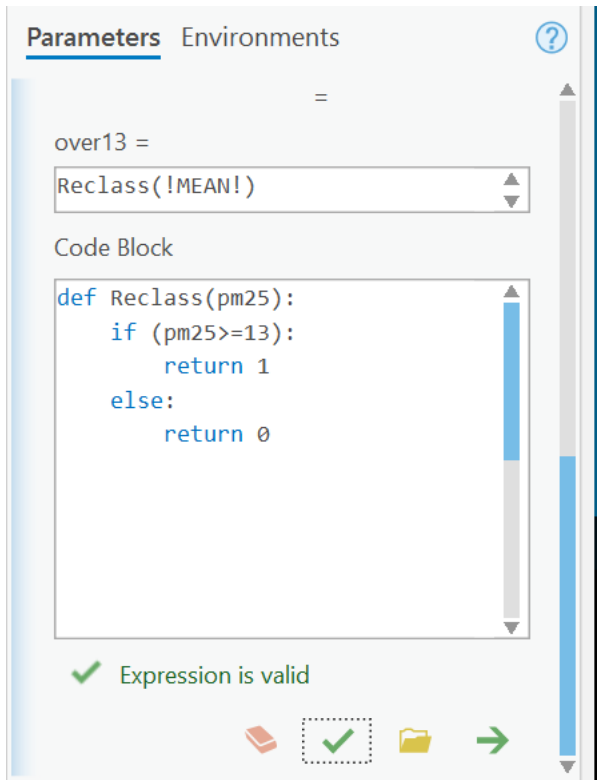 Parameters Environments ?
=
over13 =
Reclass(!MEAN!)
Code Block
def Reclass(pm25):
    if (pm25>=13):
        return 1
    else:
        return 0
Expression is valid